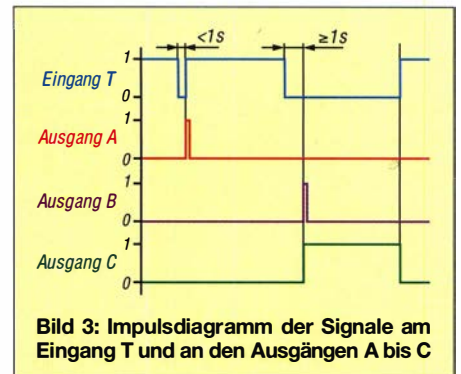 <1s
≥1s
1
Eingang T
0
1
Ausgang A
0
1
Ausgang B
0
1
Ausgang C
0
Bild 3: Impulsdiagramm der Signale am
Eingang T und an den Ausgängen A bis C